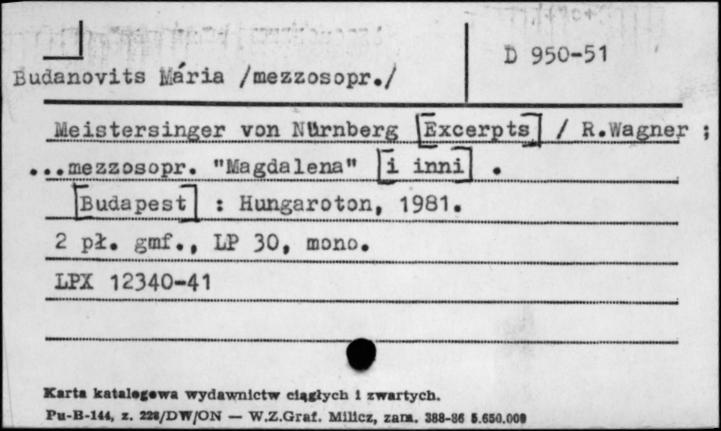 D 950-51
Budanovits Mária /mezzosopr./
Meistersinger von Nürnberg [Excerpts] / R.Wagner ;
...mezzosopr. "Magdalena" [i inni] .
[Budapest] : Hungaroton, 1981.
2 pł. gmf., LP 30, mono.
LPX 12340-41
Karta katalogowa wydawnictw ciągłych i zwartych.
Pu-B-144, z. 228/DW/ON — W.Z.Graf. Milicz, zam. 388-86 5.650.000